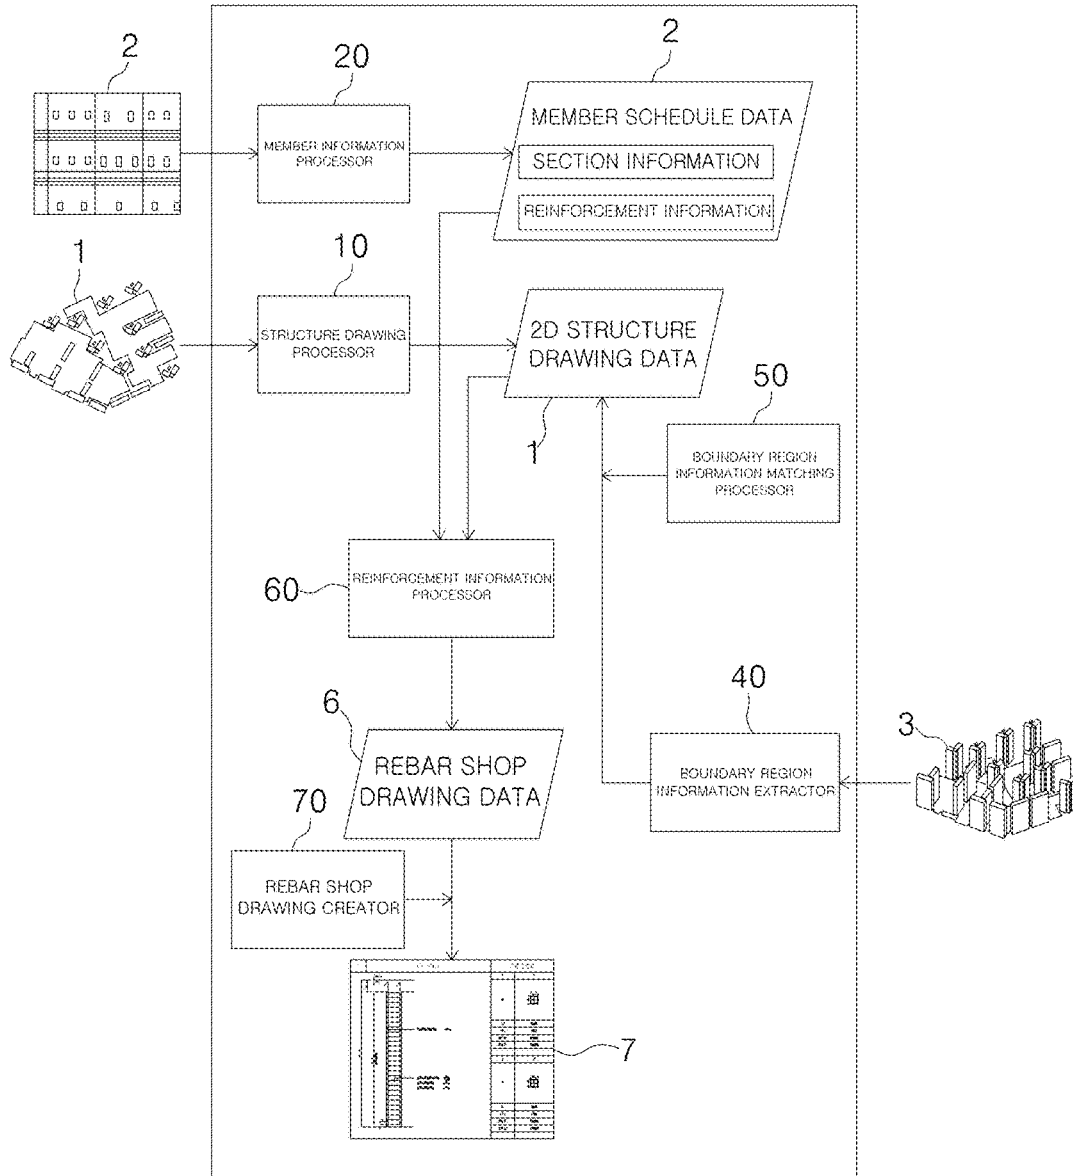 2
20
2
MEMBER INFORMATION
PROCESSOR
MEMBER SCHEDULE DATA
SECTION INFORMATION
REINFORCEMENT INFORMATION
1
10
STRUCTURE DRAWING
PROCESSOR
2D STRUCTURE
DRAWING DATA
1
50
BOUNDARY REGION
INFORMATION MATCHING
PROCESSOR
60
REINFORCEMENT INFORMATION
PROCESSOR
40
6
3
REBAR SHOP
DRAWING DATA
BOUNDARY REGION
INFORMATION EXTRACTOR
70
REBAR SHOP
DRAWING CREATOR
7